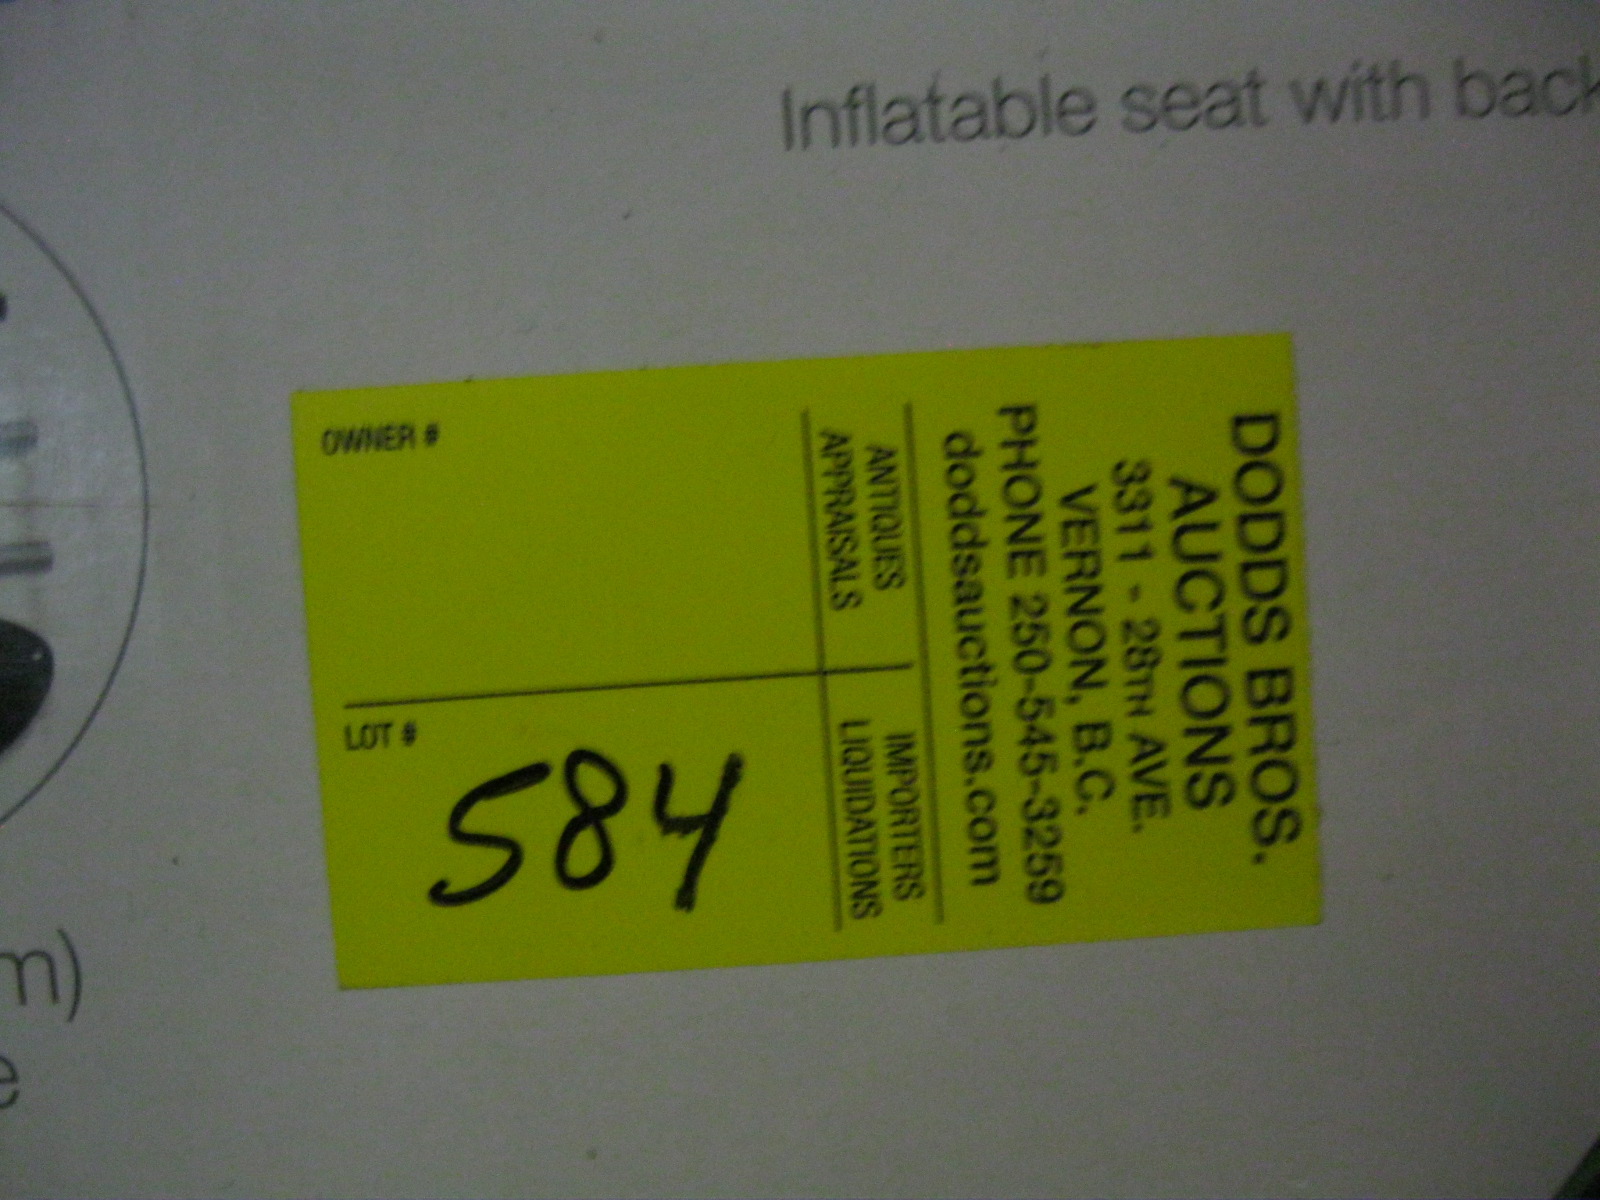 Inflatable seat with back
DODDS BROS.
AUCTIONS
3311 - 28TH AVE.
VERNON, B.C.
PHONE 250-545-3259
doddsauctions.com
ANTIQUES
APPRAISALS
IMPORTERS
LIQUIDATIONS
OWNER #
LOT #
584
m)
e